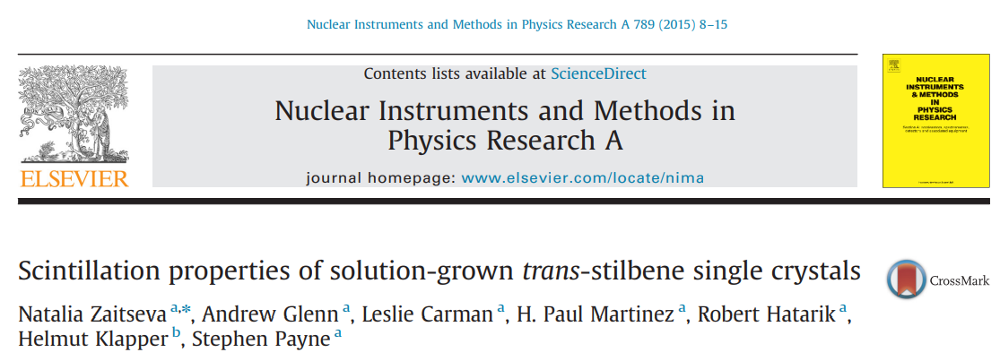 Nuclear Instruments and Methods in Physics Research A 789 (2015) 8–15
Contents lists available at ScienceDirect
Nuclear Instruments and Methods in
Physics Research A
journal homepage: www.elsevier.com/locate/nima
ELSEVIER
NUCLEAR
INSTRUMENTS
& METHODS
IN
PHYSICS
RESEARCH
Scintillation properties of solution-grown trans-stilbene single crystals
CrossMark
Natalia Zaitseva a,*, Andrew Glenn a, Leslie Carman a, H. Paul Martinez a, Robert Hatarik a,
Helmut Klapper b, Stephen Payne a